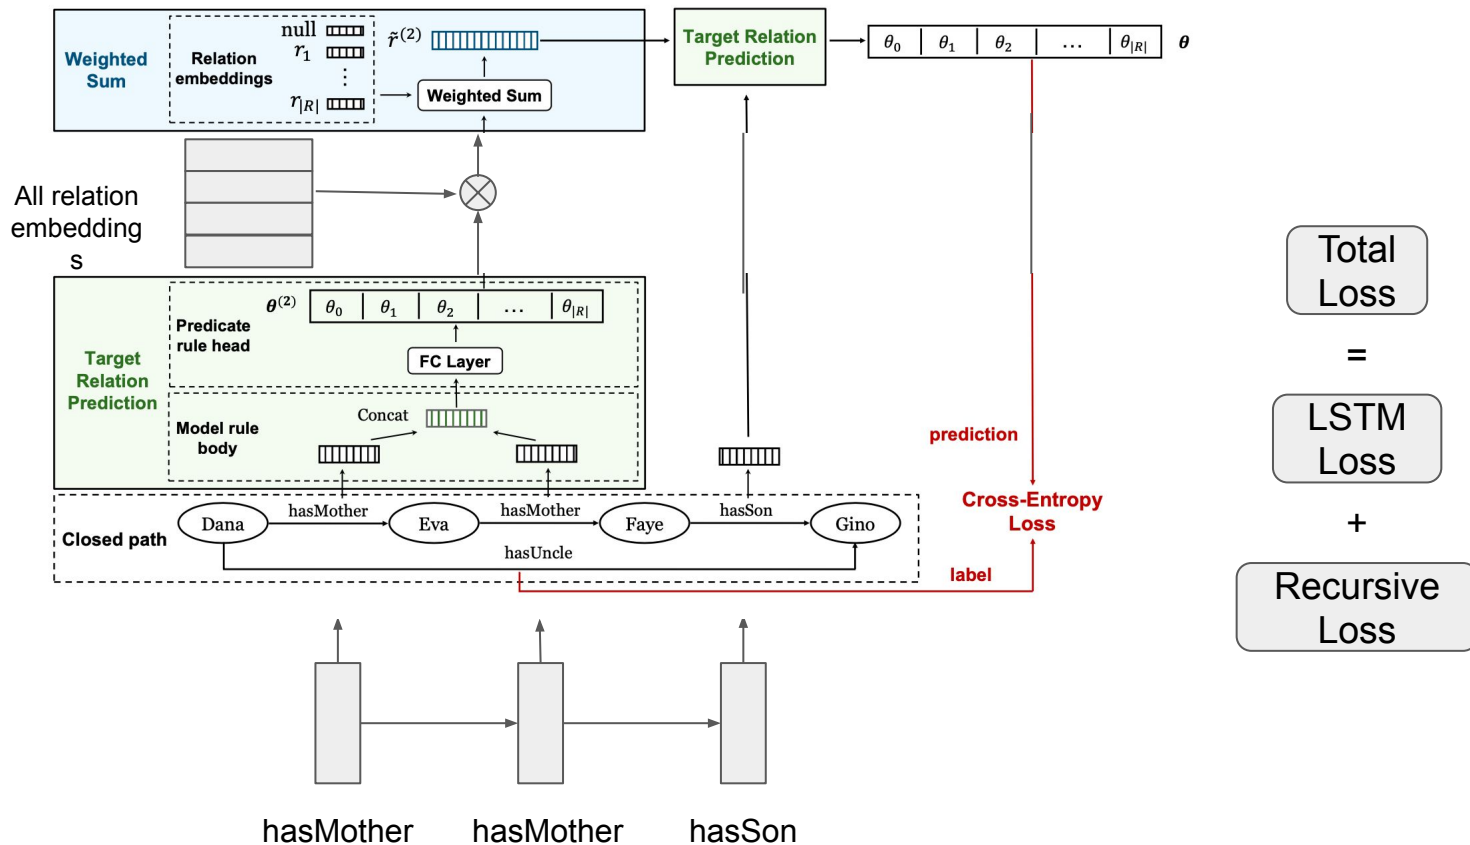 null
r̃⁽²⁾
Relation
embeddings
r₁
⋮
r|R|
Weighted
Sum
Weighted Sum
Target Relation
Prediction
θ₀ θ₁ θ₂ ... θ|R| θ
All relation
embedding
s
θ⁽²⁾ θ₀ θ₁ θ₂ ... θ|R|
Predicate
rule head
FC Layer
Target
Relation
Prediction
Concat
Model rule
body
Closed path
Dana hasMother Eva hasMother Faye hasSon Gino
hasUncle
prediction
Cross-Entropy
Loss
label
hasMother hasMother hasSon
Total
Loss
=
LSTM
Loss
+
Recursive
Loss